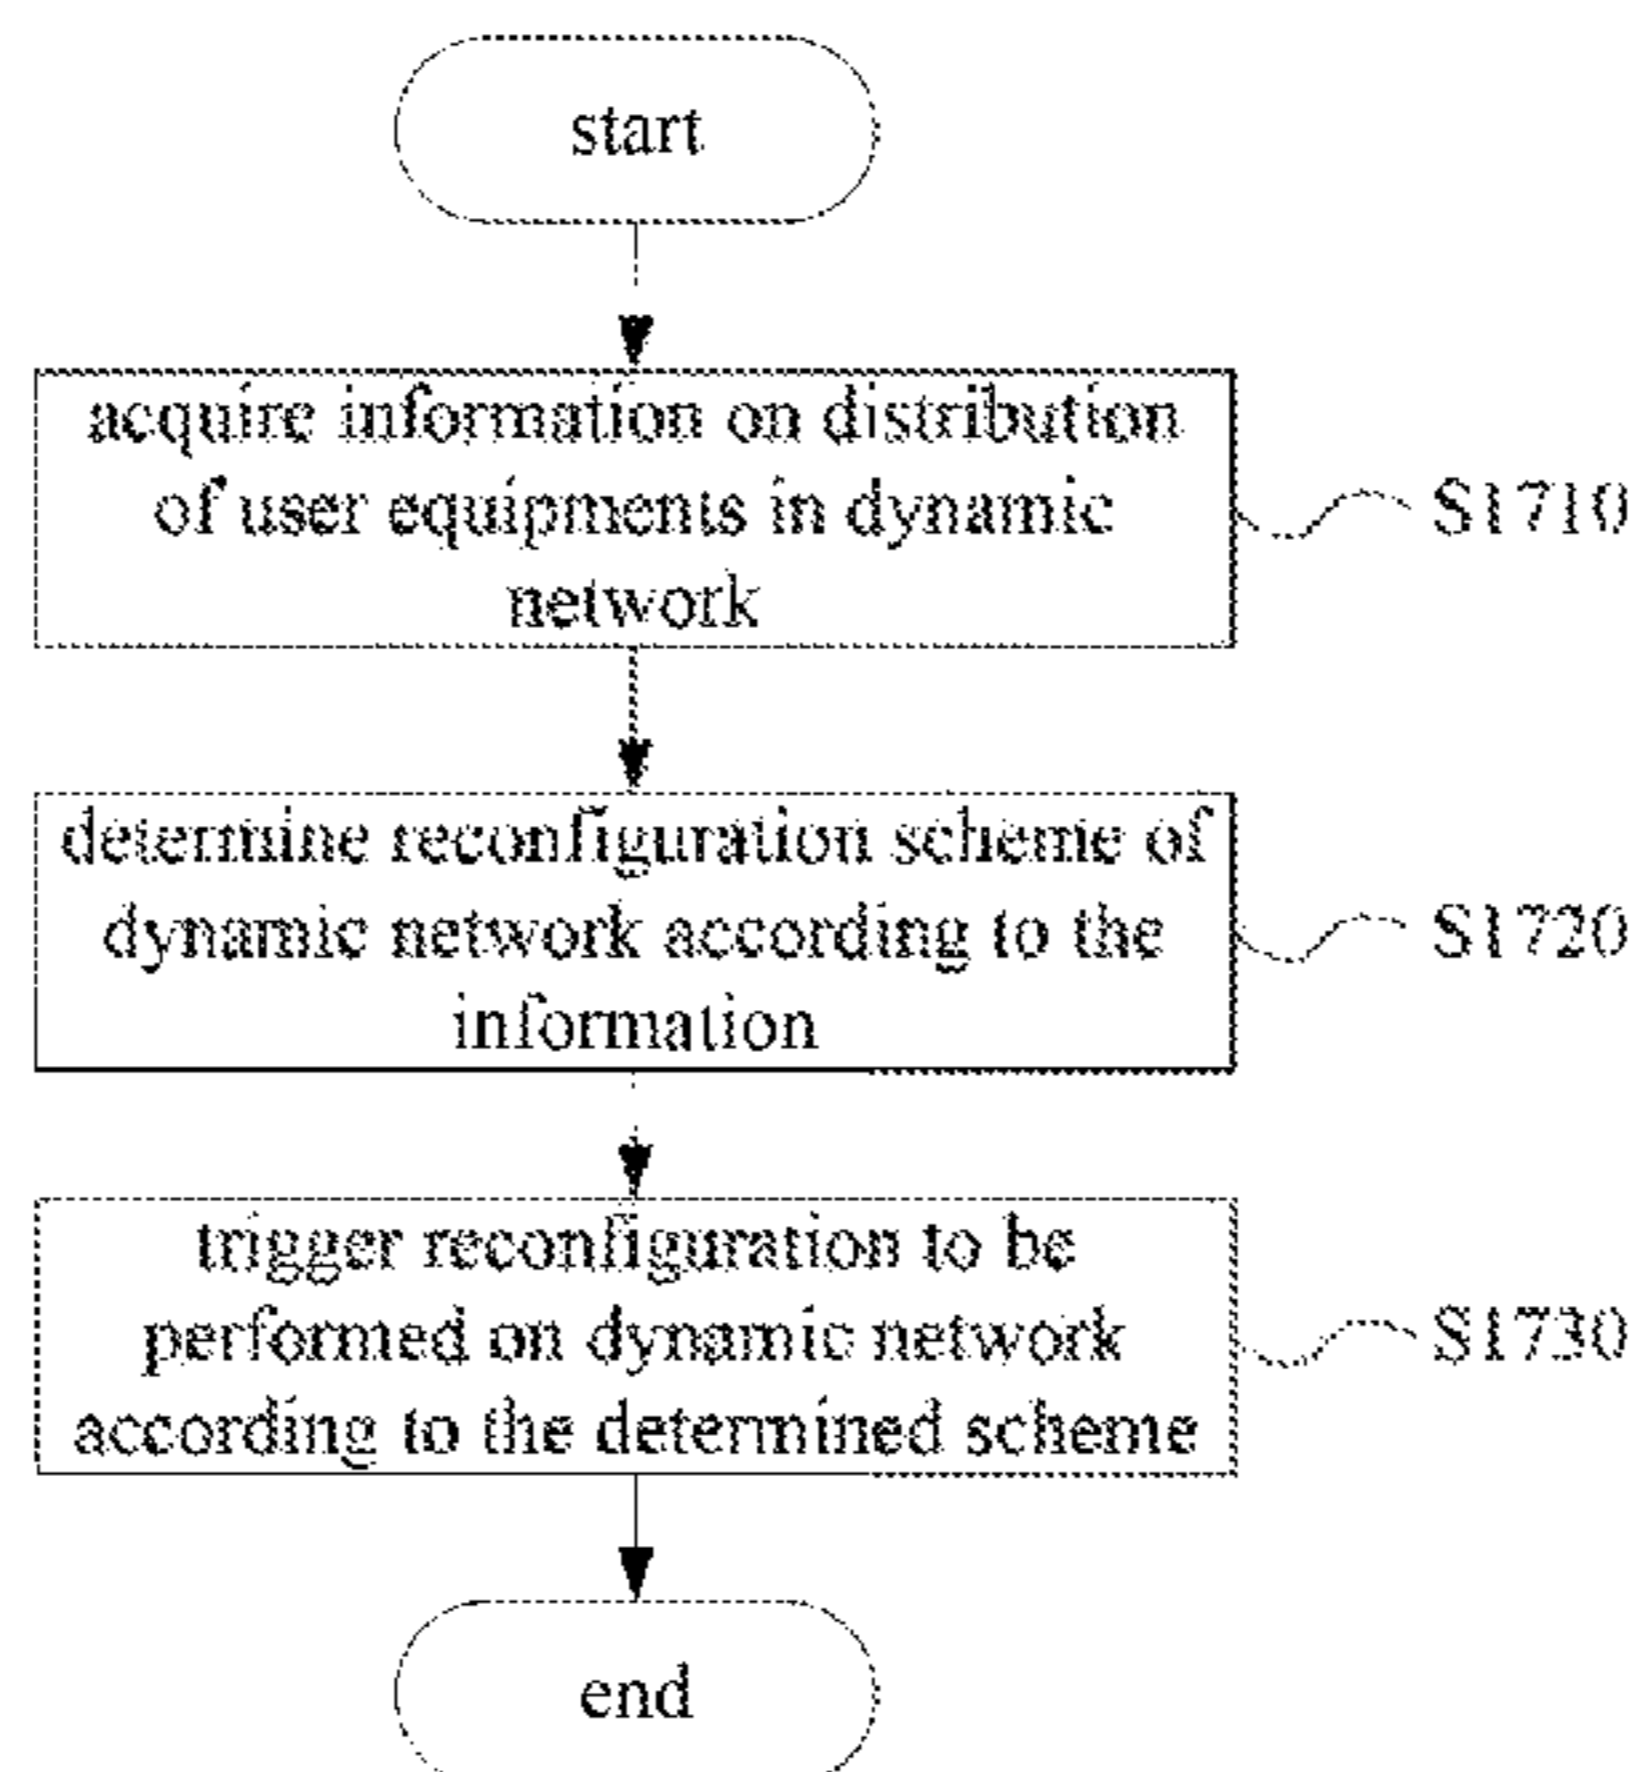 start
acquire information on distribution
of user equipments in dynamic
network
S1710
determine reconfiguration scheme of
dynamic network according to the
information
S1720
trigger reconfiguration to be
performed on dynamic network
according to the determined scheme
S1730
end